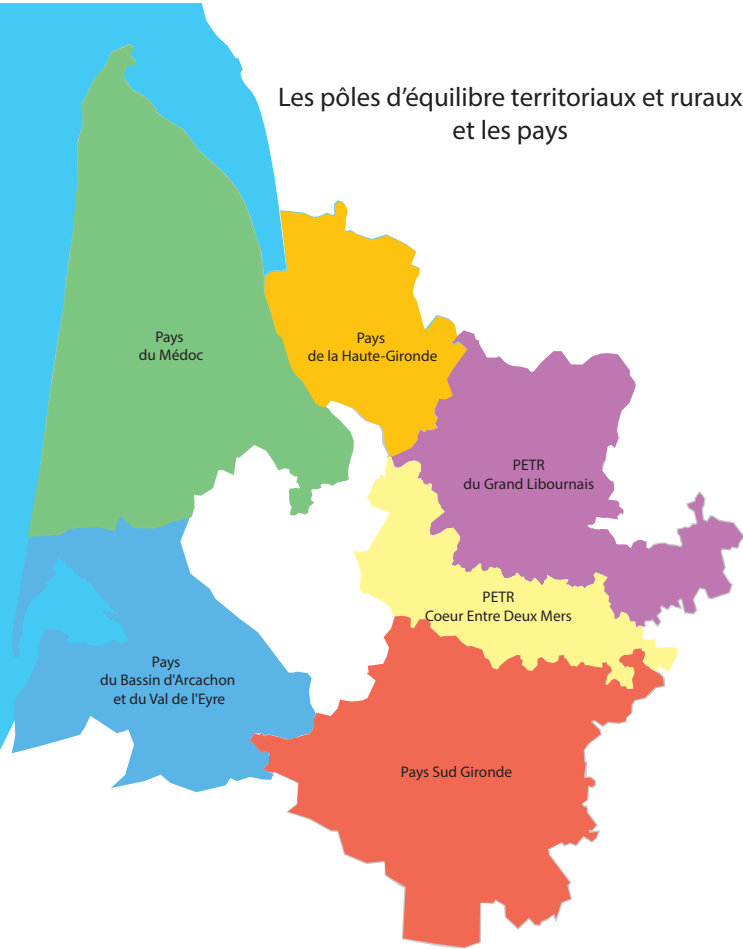 Les pôles d’équilibre territoriaux et ruraux
et les pays
Pays
du Médoc
Pays
de la Haute-Gironde
PETR
du Grand Libournais
PETR
Coeur Entre Deux Mers
Pays
du Bassin d'Arcachon
et du Val de l'Eyre
Pays Sud Gironde